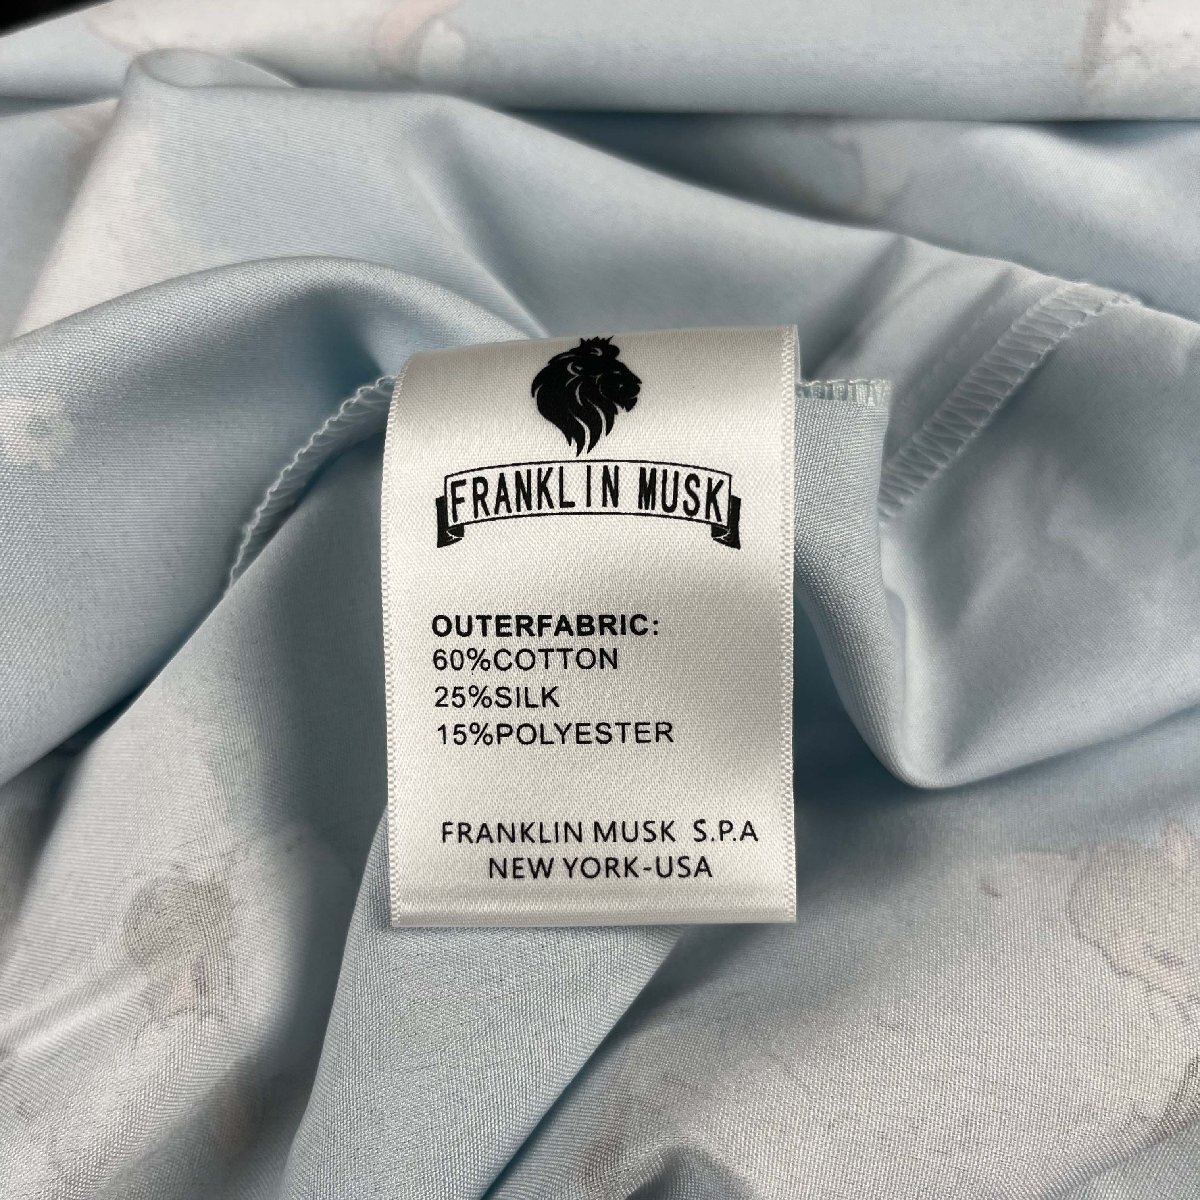 FRANKLIN MUSK
OUTERFABRIC:
60%COTTON
25%SILK
15%POLYESTER
FRANKLIN MUSK S.P.A
NEW YORK-USA